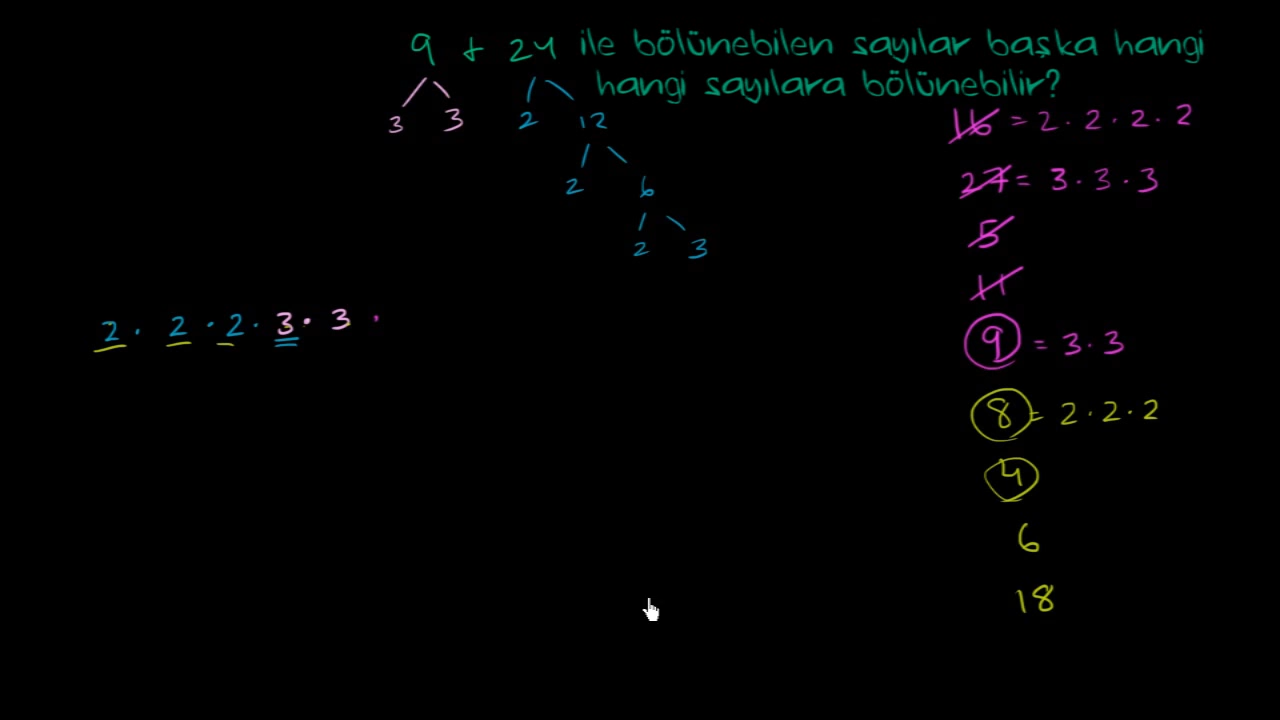 9 + 24 ile bölünebilen sayılar başka hangi
hangi sayılara bölünebilir?
3 3 2 12
2 6
2 3
2 · 2 · 2 · 3 · 3 ·
16 = 2 · 2 · 2 · 2
27 = 3 · 3 · 3
5
11
9 = 3 · 3
8 = 2 · 2 · 2
4
6
18